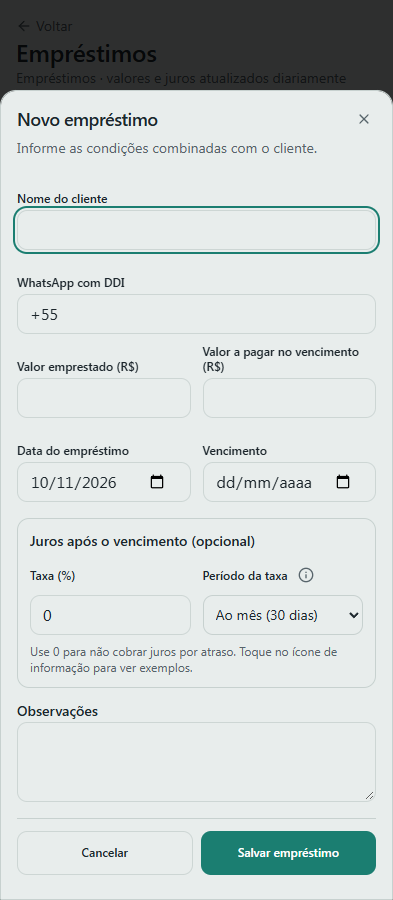 ← Voltar
Empréstimos
Empréstimos · valores e juros atualizados diariamente
Novo empréstimo
Informe as condições combinadas com o cliente.
Nome do cliente
WhatsApp com DDI
+55
Valor emprestado (R$)
Valor a pagar no vencimento
(R$)
Data do empréstimo
Vencimento
10/11/2026
dd/mm/aaaa
Juros após o vencimento (opcional)
Taxa (%)
Período da taxa
0
Ao mês (30 dias)
Use 0 para não cobrar juros por atraso. Toque no ícone de
informação para ver exemplos.
Observações
Cancelar
Salvar empréstimo